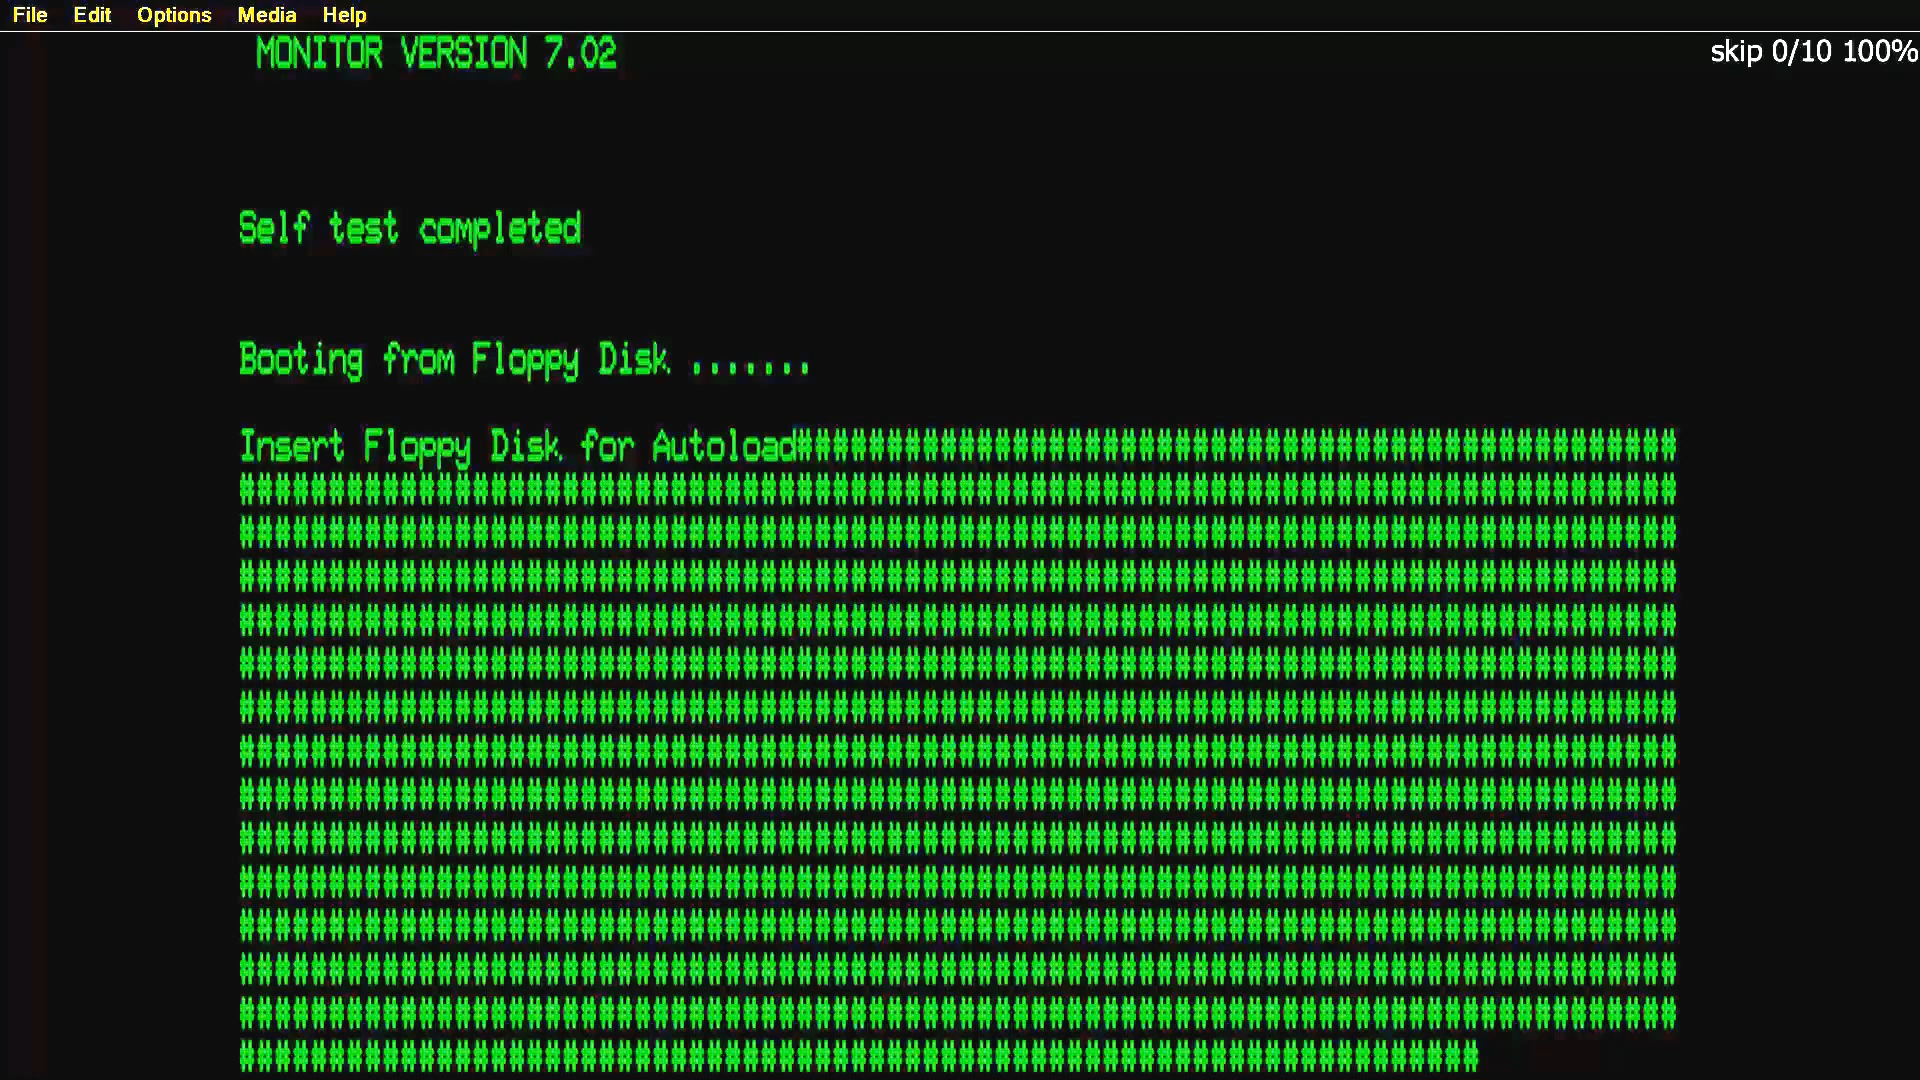 File Edit Options Media Help
MONITOR VERSION 7.02
skip 0/10 100%
Self test completed
Booting from Floppy Disk .......
Insert Floppy Disk for Autoload#################################################
################################################################################
################################################################################
################################################################################
################################################################################
################################################################################
################################################################################
################################################################################
################################################################################
################################################################################
################################################################################
################################################################################
################################################################################
################################################################################
#####################################################################